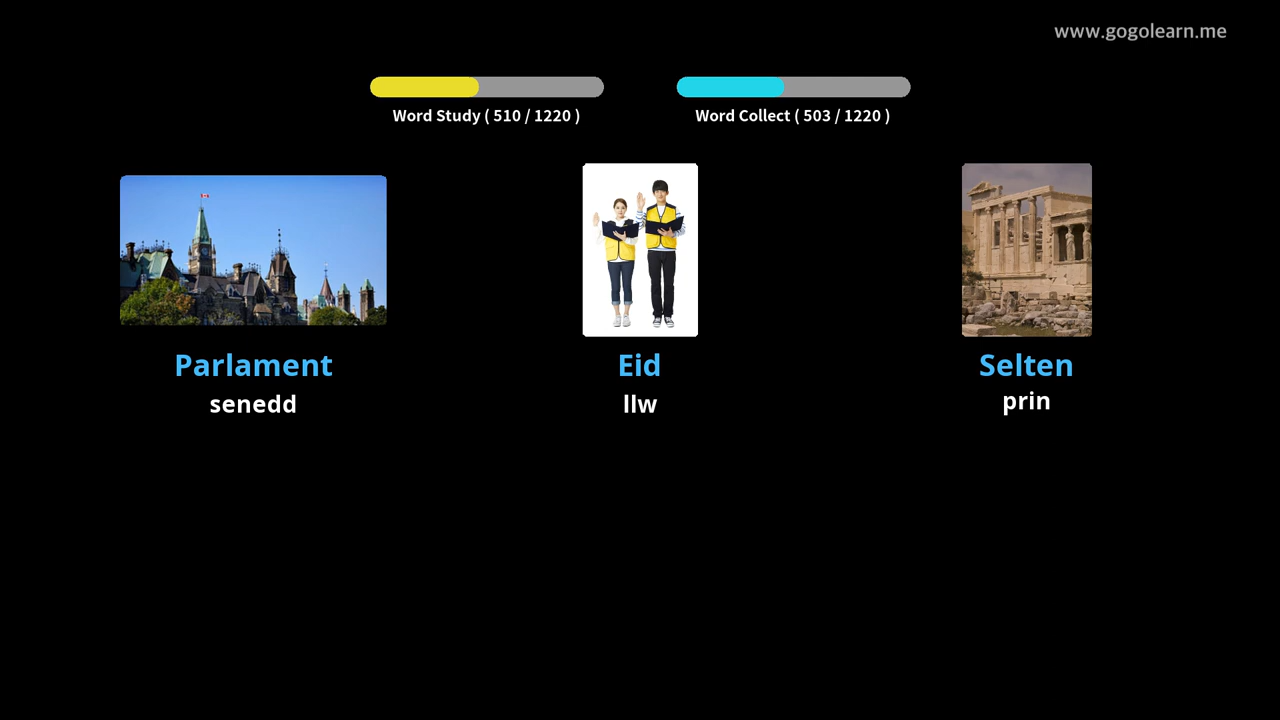 www.gogolearn.me
Word Study ( 510 / 1220 )
Word Collect ( 503 / 1220 )
Parlament
senedd
Eid
llw
Selten
prin